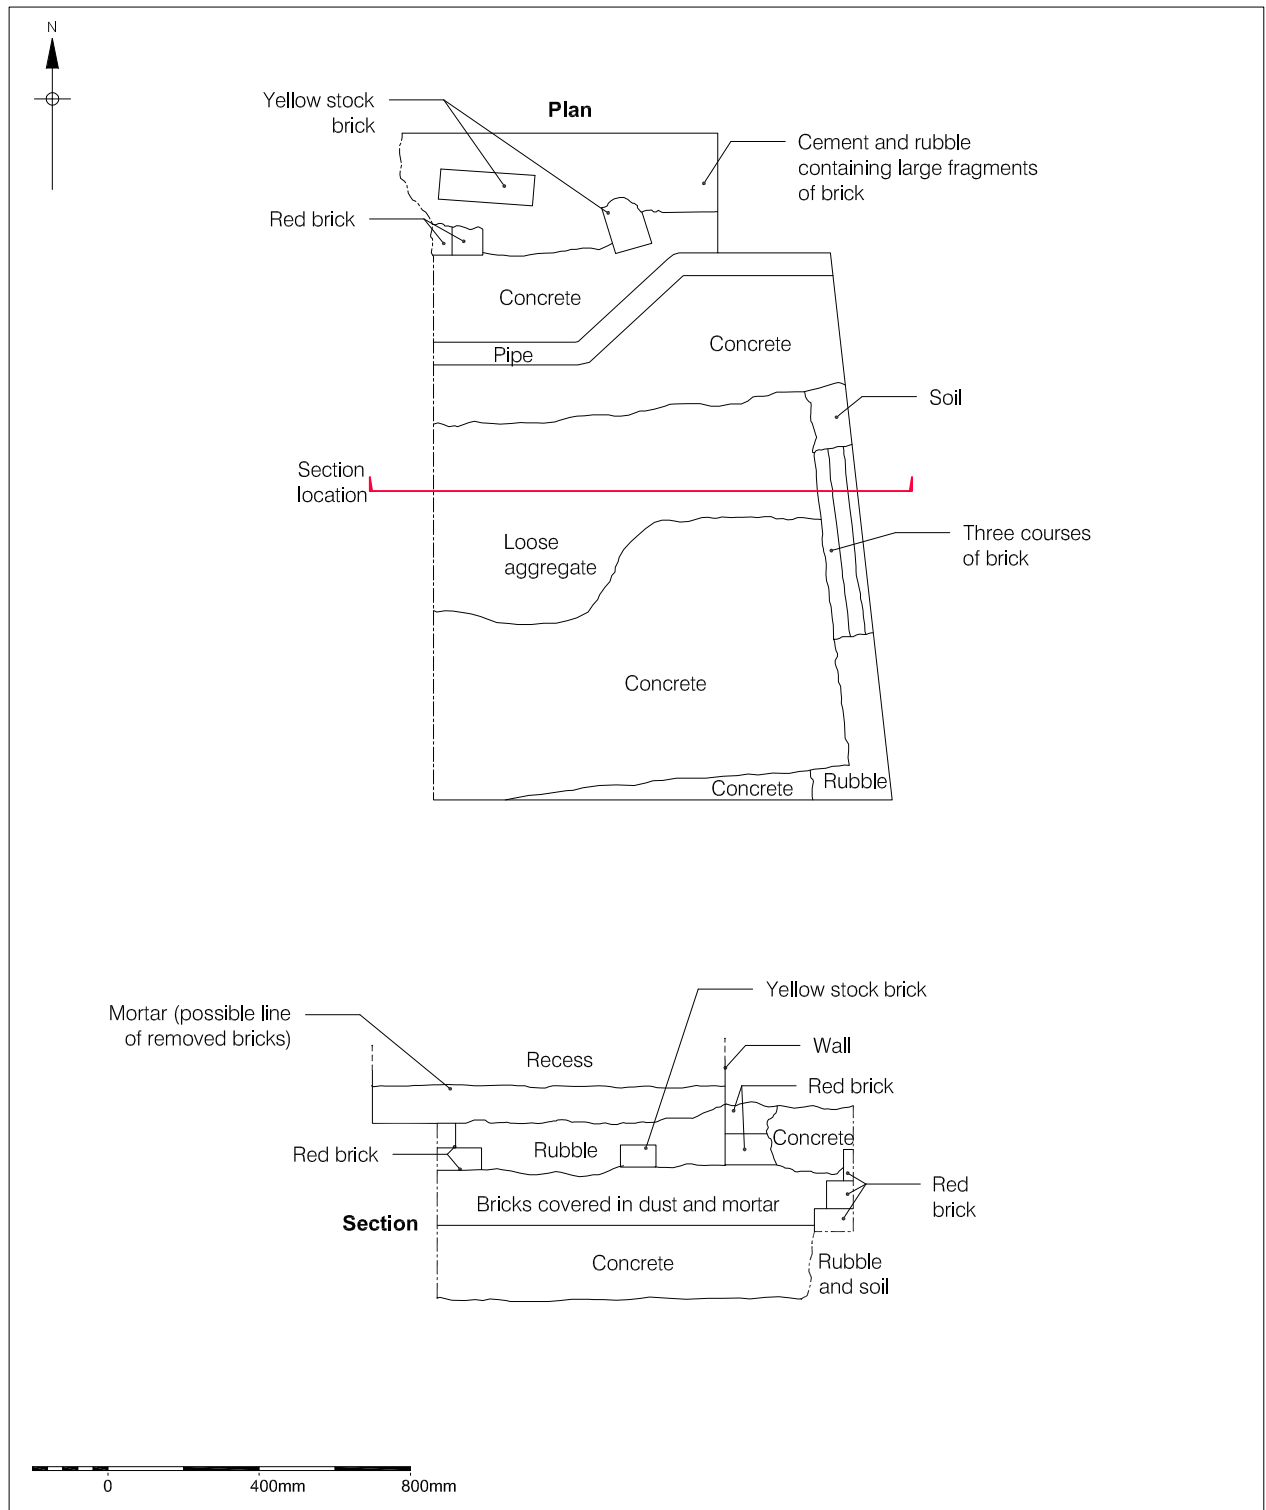 N
Plan
Yellow stock
brick
Cement and rubble
containing large fragments
of brick
Red brick
Concrete
Concrete
Pipe
Soil
Section
location
Three courses
of brick
Loose
aggregate
Concrete
Concrete
Rubble
Yellow stock brick
Mortar (possible line
of removed bricks)
Wall
Recess
Red brick
Concrete
Rubble
Red brick
Red
brick
Bricks covered in dust and mortar
Section
Concrete
Rubble
and soil
0
400mm
800mm